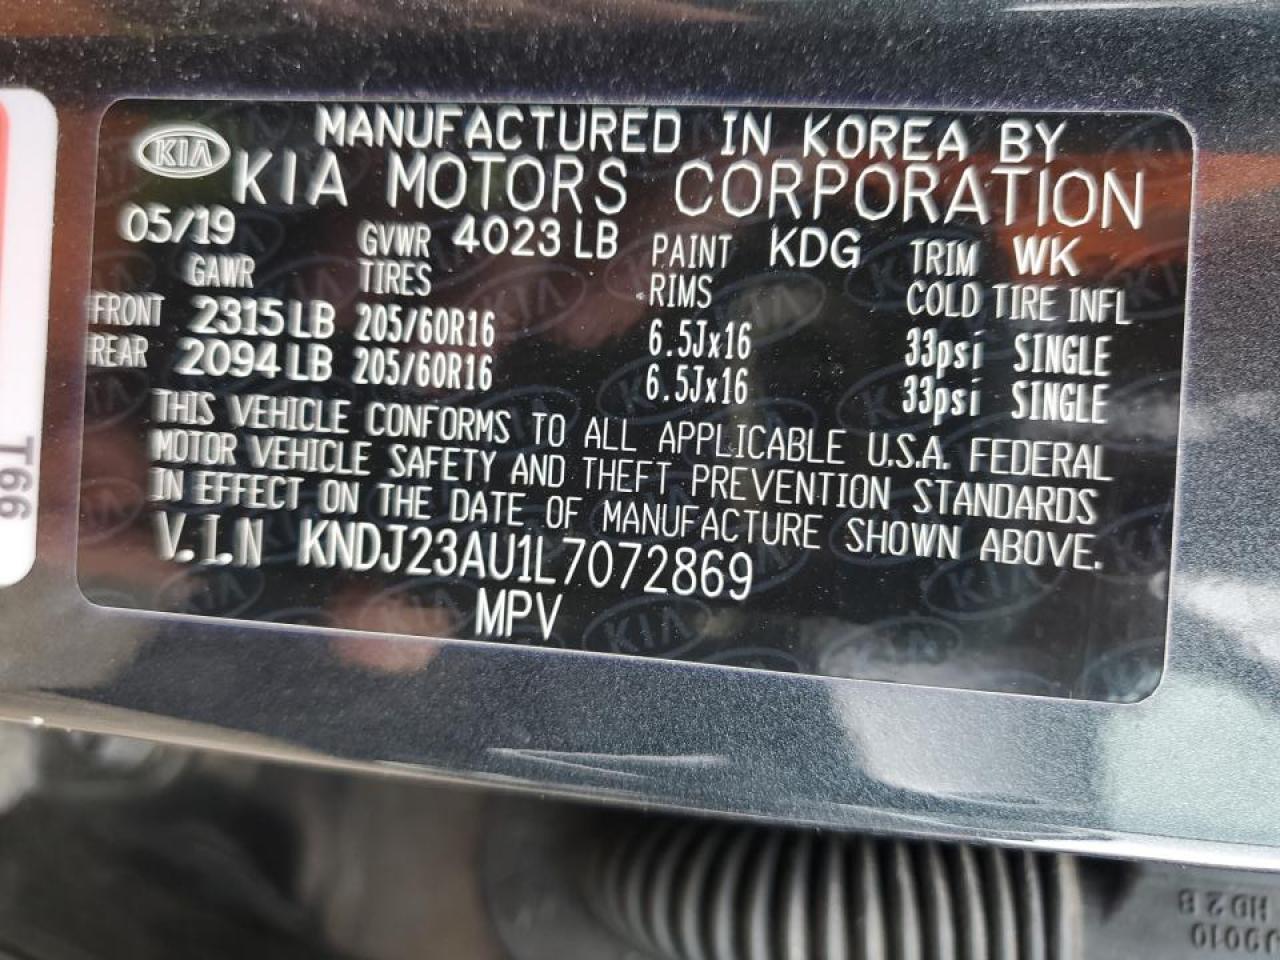 KIA
MANUFACTURED IN KOREA BY
KIA MOTORS CORPORATION
05/19 GVWR 4023 LB PAINT KDG TRIM WK
GAWR TIRES RIMS COLD TIRE INFL
FRONT 2315 LB 205/60R16 6.5Jx16 33psi SINGLE
REAR 2094 LB 205/60R16 6.5Jx16 33psi SINGLE
THIS VEHICLE CONFORMS TO ALL APPLICABLE U.S.A. FEDERAL
MOTOR VEHICLE SAFETY AND THEFT PREVENTION STANDARDS
IN EFFECT ON THE DATE OF MANUFACTURE SHOWN ABOVE.
V.I.N KNDJ23AU1L7072869
MPV
T66
HD 2 B
J9010